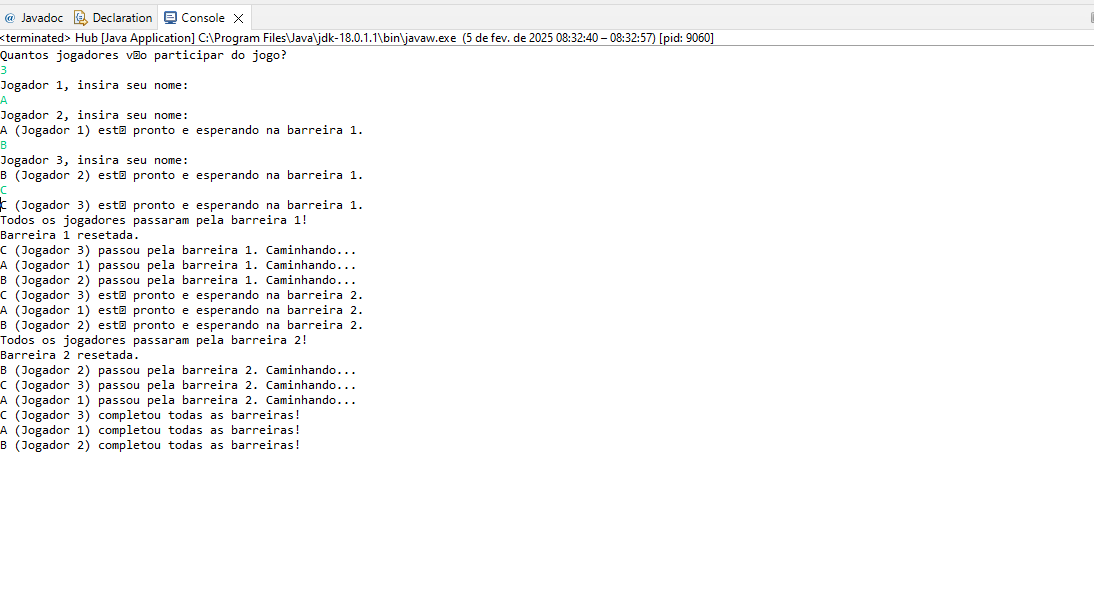 @ Javadoc Declaration Console
<terminated> Hub [Java Application] C:\Program Files\Java\jdk-18.0.1.1\bin\javaw.exe (5 de fev. de 2025 08:32:40 – 08:32:57) [pid: 9060]
Quantos jogadores v�o participar do jogo?
3
Jogador 1, insira seu nome:
A
Jogador 2, insira seu nome:
A (Jogador 1) est� pronto e esperando na barreira 1.
B
Jogador 3, insira seu nome:
B (Jogador 2) est� pronto e esperando na barreira 1.
C
C (Jogador 3) est� pronto e esperando na barreira 1.
Todos os jogadores passaram pela barreira 1!
Barreira 1 resetada.
C (Jogador 3) passou pela barreira 1. Caminhando...
A (Jogador 1) passou pela barreira 1. Caminhando...
B (Jogador 2) passou pela barreira 1. Caminhando...
C (Jogador 3) est� pronto e esperando na barreira 2.
A (Jogador 1) est� pronto e esperando na barreira 2.
B (Jogador 2) est� pronto e esperando na barreira 2.
Todos os jogadores passaram pela barreira 2!
Barreira 2 resetada.
B (Jogador 2) passou pela barreira 2. Caminhando...
C (Jogador 3) passou pela barreira 2. Caminhando...
A (Jogador 1) passou pela barreira 2. Caminhando...
C (Jogador 3) completou todas as barreiras!
A (Jogador 1) completou todas as barreiras!
B (Jogador 2) completou todas as barreiras!